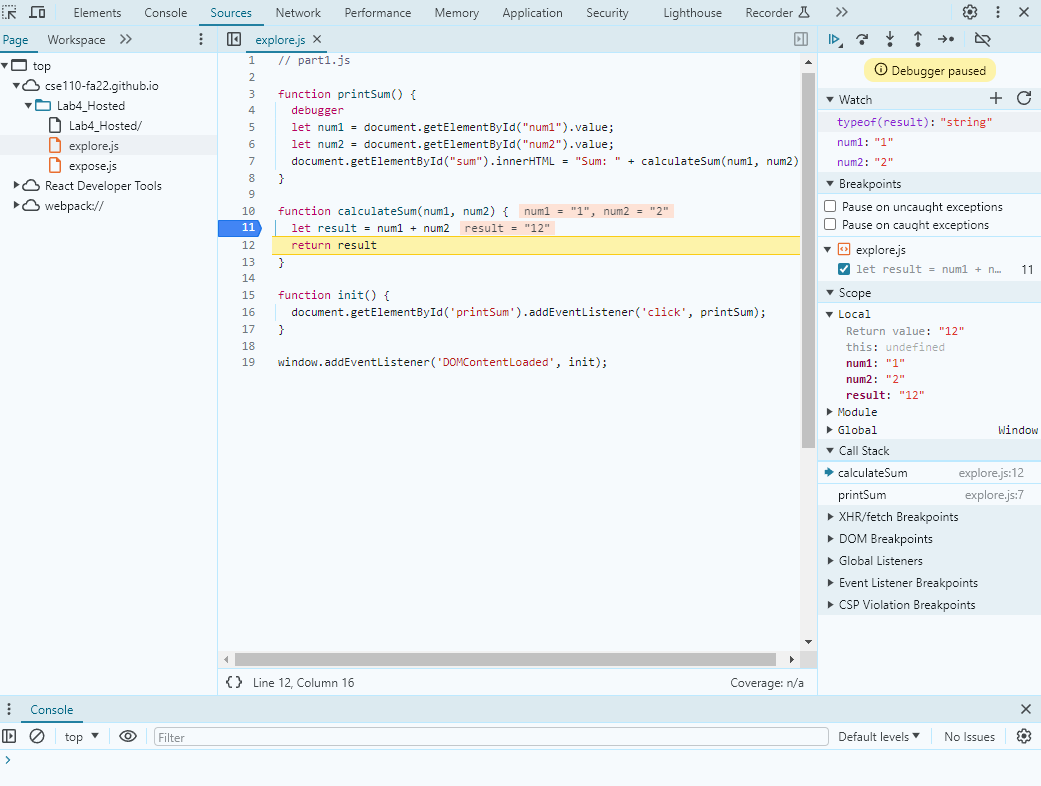 Elements Console Sources Network Performance Memory Application Security Lighthouse Recorder
Page Workspace
explore.js
Debugger paused
top
cse110-fa22.github.io
Lab4_Hosted
Lab4_Hosted/
explore.js
expose.js
React Developer Tools
webpack://
1 // part1.js
2
3 function printSum() {
4 debugger
5 let num1 = document.getElementById("num1").value;
6 let num2 = document.getElementById("num2").value;
7 document.getElementById("sum").innerHTML = "Sum: " + calculateSum(num1, num2)
8 }
9
10 function calculateSum(num1, num2) { num1 = "1", num2 = "2"
11 let result = num1 + num2 result = "12"
12 return result
13 }
14
15 function init() {
16 document.getElementById('printSum').addEventListener('click', printSum);
17 }
18
19 window.addEventListener('DOMContentLoaded', init);
{} Line 12, Column 16 Coverage: n/a
Watch
typeof(result): "string"
num1: "1"
num2: "2"
Breakpoints
Pause on uncaught exceptions
Pause on caught exceptions
explore.js
let result = num1 + n… 11
Scope
Local
Return value: "12"
this: undefined
num1: "1"
num2: "2"
result: "12"
Module
Global Window
Call Stack
calculateSum explore.js:12
printSum explore.js:7
XHR/fetch Breakpoints
DOM Breakpoints
Global Listeners
Event Listener Breakpoints
CSP Violation Breakpoints
Console
top Filter Default levels No Issues